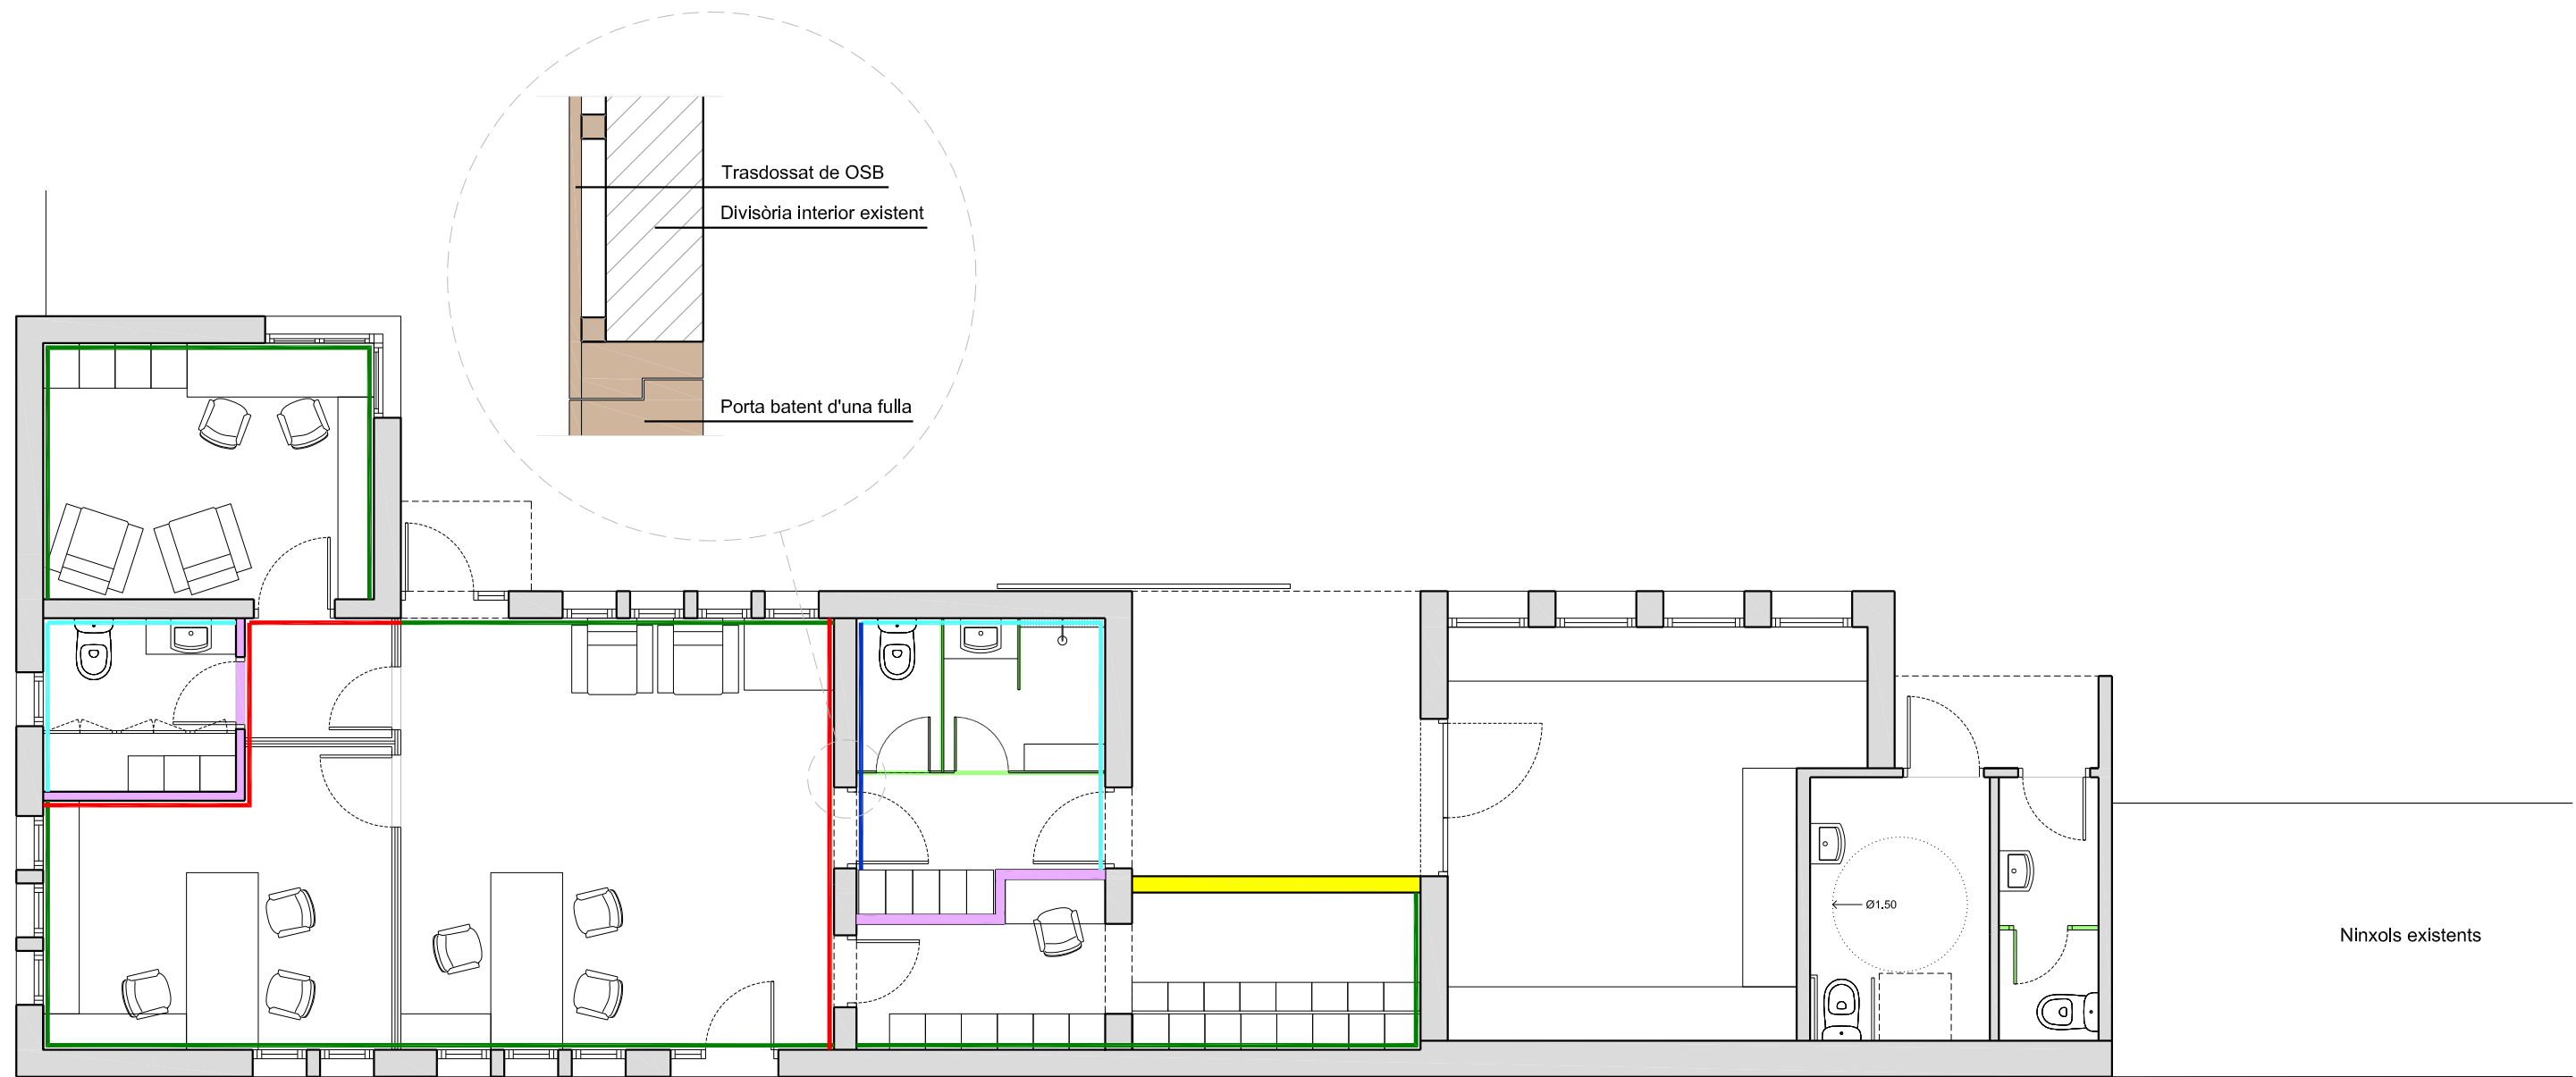 Trasdossat de OSB
Divisòria interior existent
Porta batent d'una fulla
Ø1.50
Ninxols existents